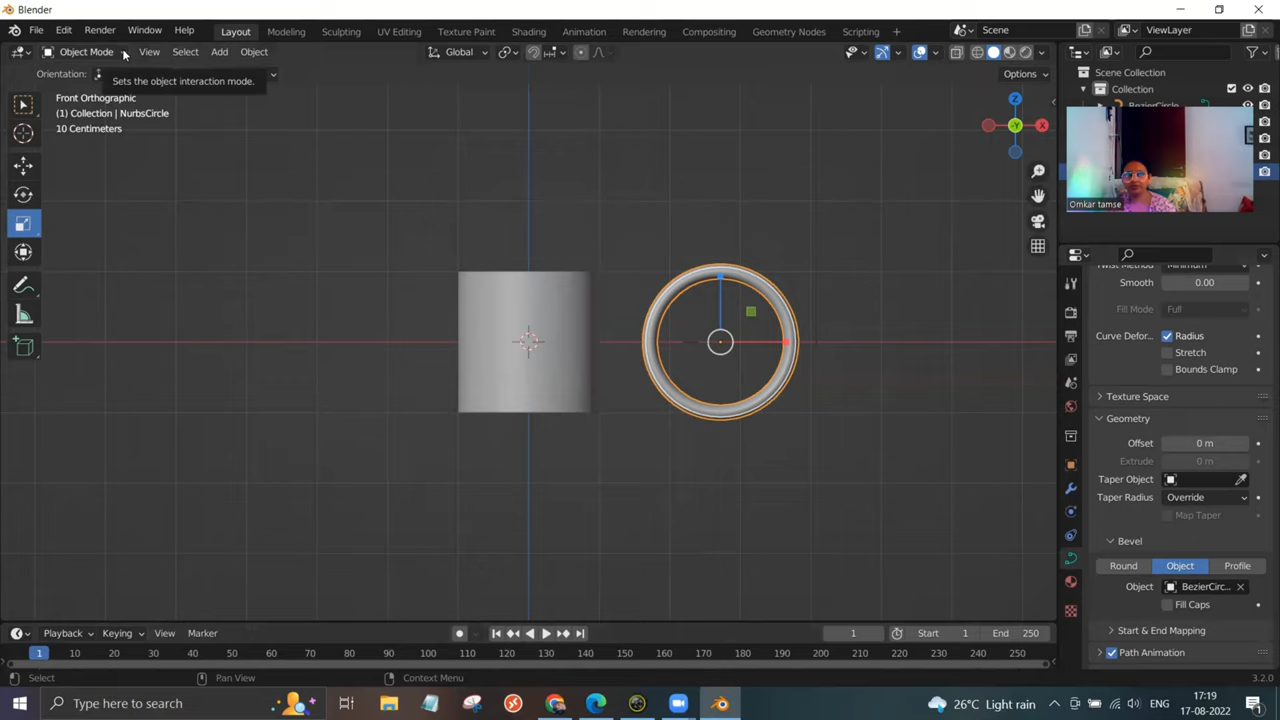 Blender
File Edit Render Window Help
Layout Modeling Sculpting UV Editing Texture Paint Shading Animation Rendering Compositing Geometry Nodes Scripting +
Scene
ViewLayer
Object Mode View Select Add Object
Global
Orientation:
Sets the object interaction mode.
Options
Front Orthographic
(1) Collection | NurbsCircle
10 Centimeters
Z
-Y
X
Scene Collection
Collection
BezierCircle
Omkar tamse
Smooth 0.00
Fill Mode Full
Curve Defor... Radius
Stretch
Bounds Clamp
Texture Space
Geometry
Offset 0 m
Extrude 0 m
Taper Object
Taper Radius Override
Map Taper
Bevel
Round Object Profile
Object BezierCirc...
Fill Caps
Start & End Mapping
Path Animation
Playback Keying View Marker
1 Start 1 End 250
1 10 20 30 40 50 60 70 80 90 100 110 120 130 140 150 160 170 180 190 200 210 220 230 240 250
Select Pan View Context Menu 3.2.0
Type here to search
26°C Light rain
ENG
17:19
17-08-2022
1